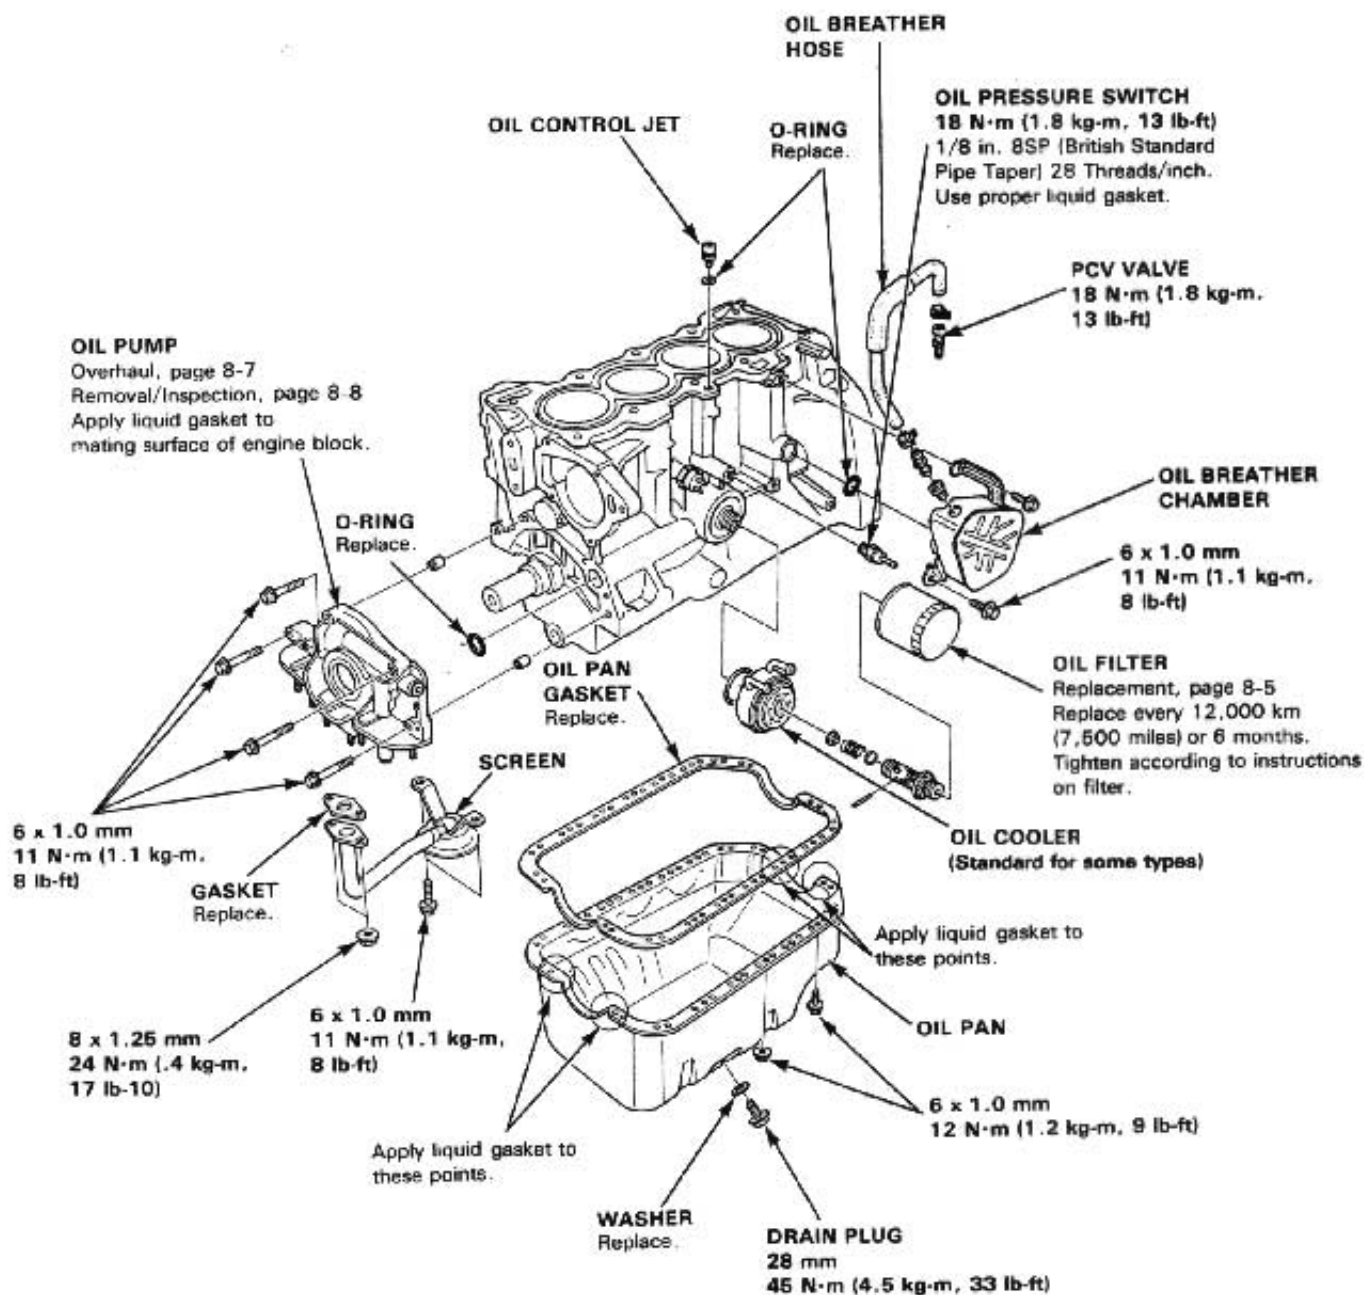 OIL BREATHER
HOSE
OIL PRESSURE SWITCH
18 N·m (1.8 kg-m, 13 lb-ft)
1/8 in. 8SP (British Standard
Pipe Taper) 28 Threads/inch.
Use proper liquid gasket.
OIL CONTROL JET
O-RING
Replace.
PCV VALVE
18 N·m (1.8 kg-m,
13 lb-ft)
OIL PUMP
Overhaul, page 8-7
Removal/Inspection, page 8-8
Apply liquid gasket to
mating surface of engine block.
OIL BREATHER
CHAMBER
O-RING
Replace.
6 x 1.0 mm
11 N·m (1.1 kg-m,
8 lb-ft)
OIL FILTER
Replacement, page 8-5
Replace every 12,000 km
(7,500 miles) or 6 months.
Tighten according to instructions
on filter.
OIL PAN
GASKET
Replace.
SCREEN
6 x 1.0 mm
11 N·m (1.1 kg-m,
8 lb-ft)
OIL COOLER
(Standard for some types)
GASKET
Replace.
Apply liquid gasket to
these points.
6 x 1.0 mm
11 N·m (1.1 kg-m,
8 lb-ft)
8 x 1.25 mm
24 N·m (.4 kg-m,
17 lb-10)
OIL PAN
6 x 1.0 mm
12 N·m (1.2 kg-m, 9 lb-ft)
Apply liquid gasket to
these points.
WASHER
Replace.
DRAIN PLUG
28 mm
45 N·m (4.5 kg-m, 33 lb-ft)